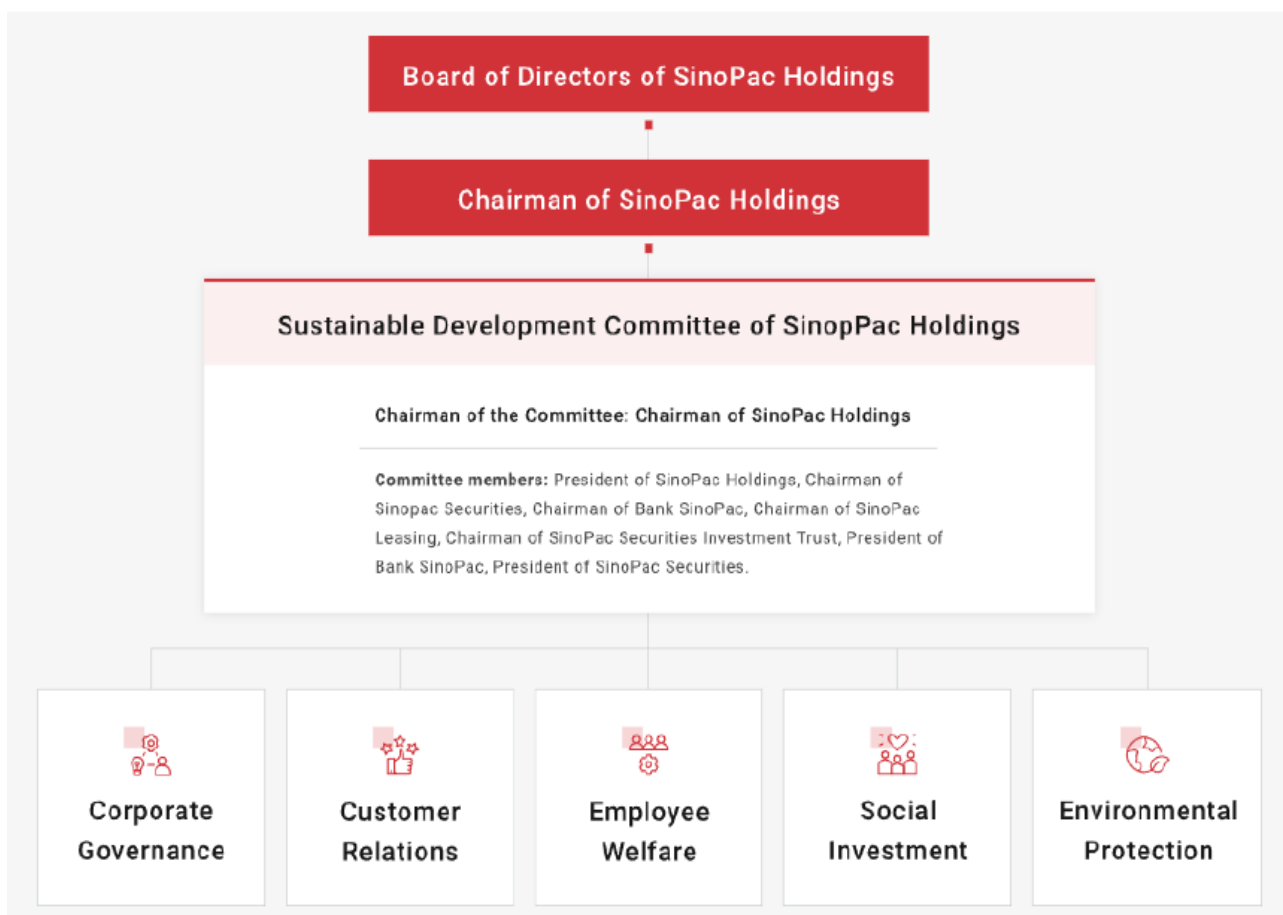 Board of Directors of SinoPac Holdings
Chairman of SinoPac Holdings
Sustainable Development Committee of SinopPac Holdings
Chairman of the Committee: Chairman of SinoPac Holdings
Committee members: President of SinoPac Holdings, Chairman of
Sinopac Securities, Chairman of Bank SinoPac, Chairman of SinoPac
Leasing, Chairman of SinoPac Securities Investment Trust, President of
Bank SinoPac, President of SinoPac Securities.
Corporate
Governance
Customer
Relations
Employee
Welfare
Social
Investment
Environmental
Protection